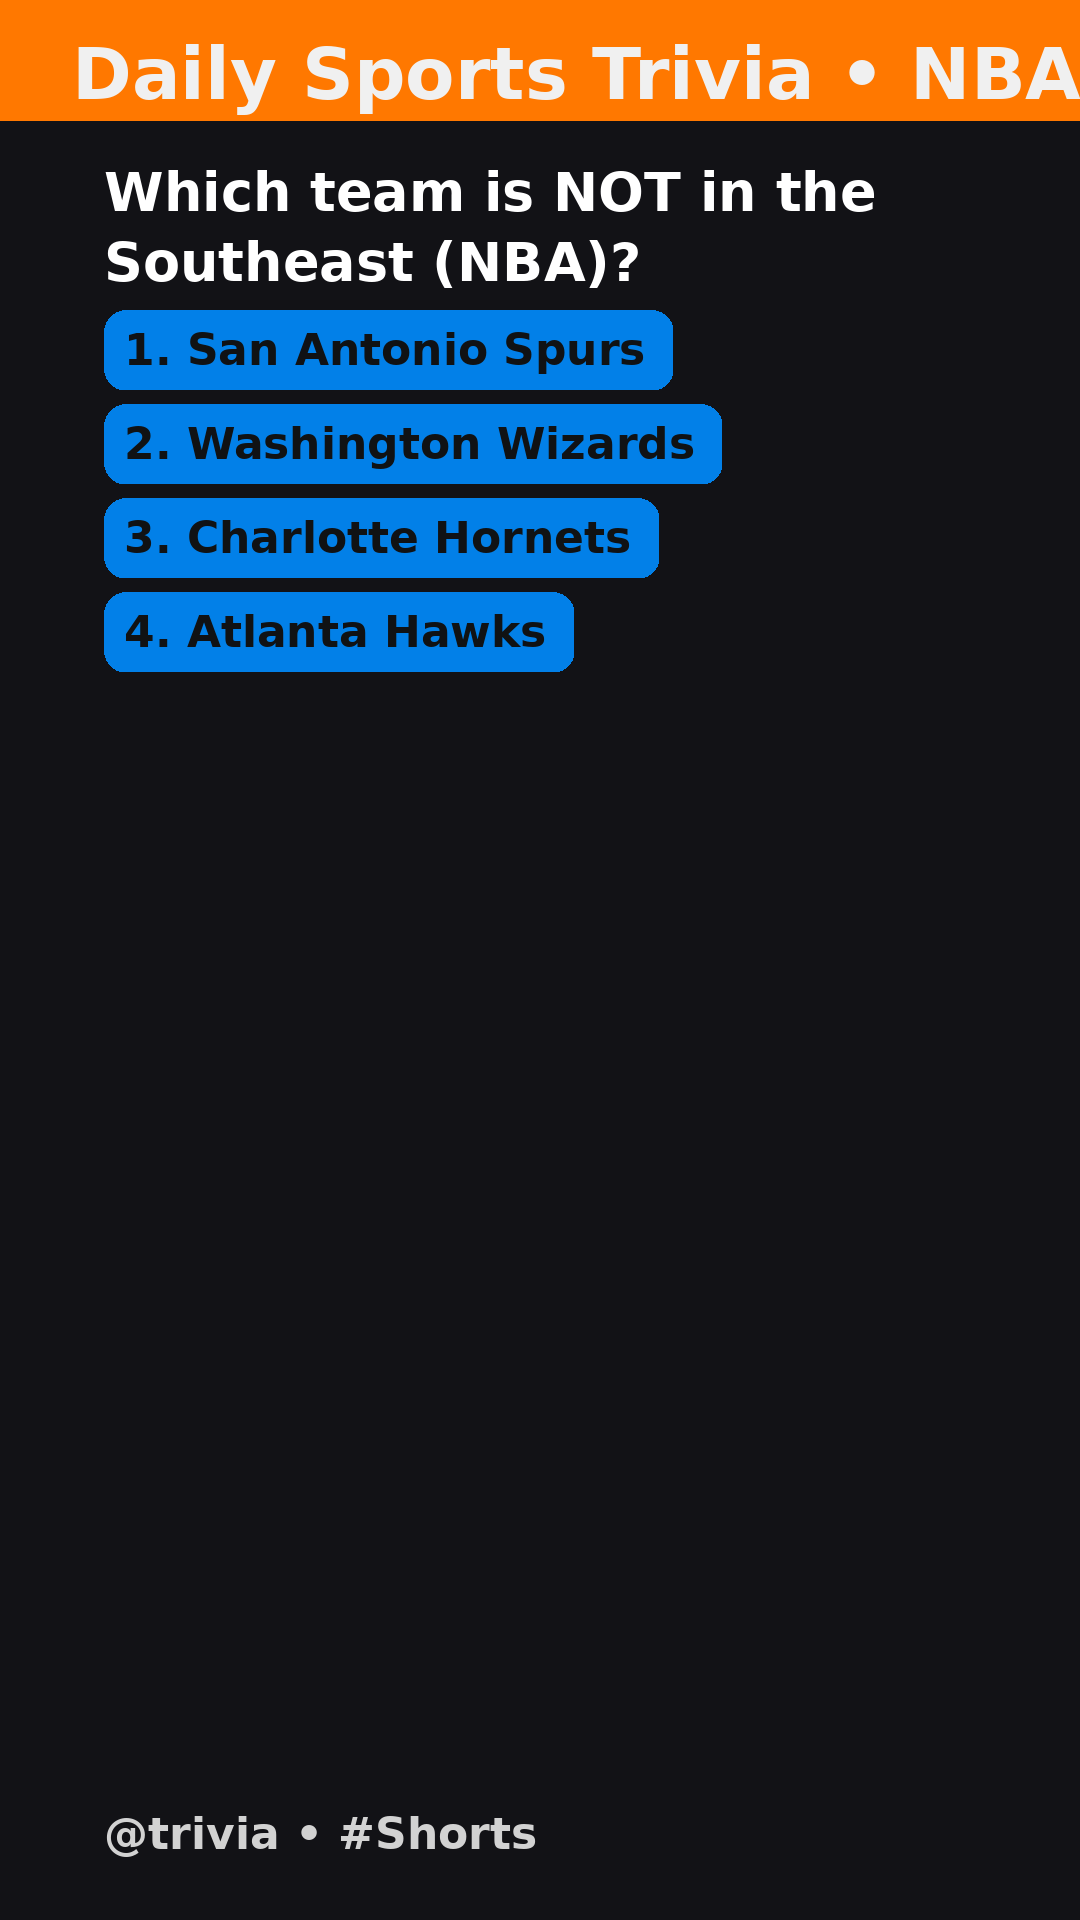 Daily Sports Trivia • NBA
Which team is NOT in the
Southeast (NBA)?
1. San Antonio Spurs
2. Washington Wizards
3. Charlotte Hornets
4. Atlanta Hawks
@trivia • #Shorts